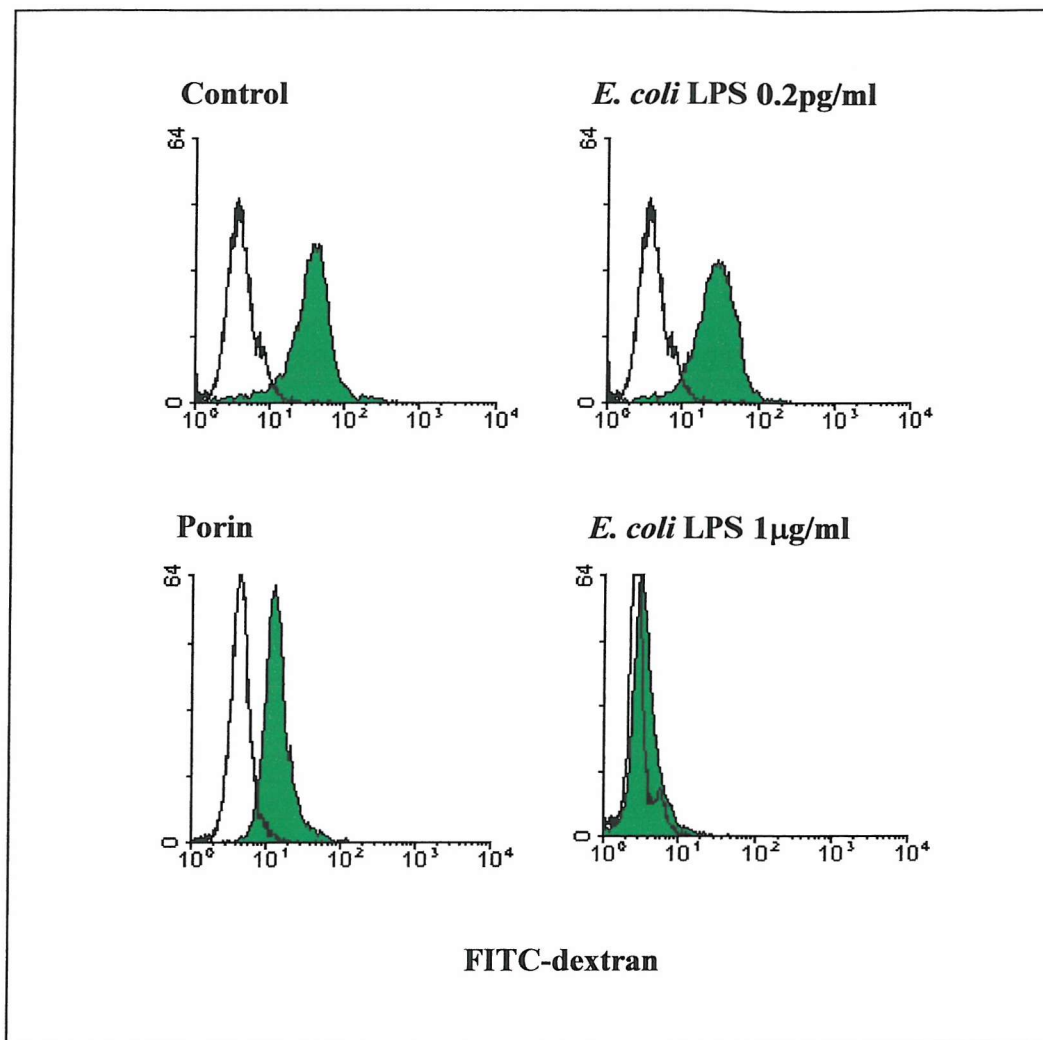 Control
E. coli LPS 0.2pg/ml
64
0
10⁰ 10¹ 10² 10³ 10⁴
64
0
10⁰ 10¹ 10² 10³ 10⁴
Porin
E. coli LPS 1µg/ml
64
0
10⁰ 10¹ 10² 10³ 10⁴
64
0
10⁰ 10¹ 10² 10³ 10⁴
FITC-dextran